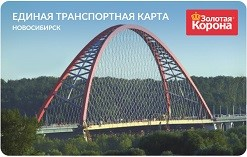 ЕДИНАЯ ТРАНСПОРТНАЯ КАРТА
НОВОСИБИРСК
Золотая
Корона